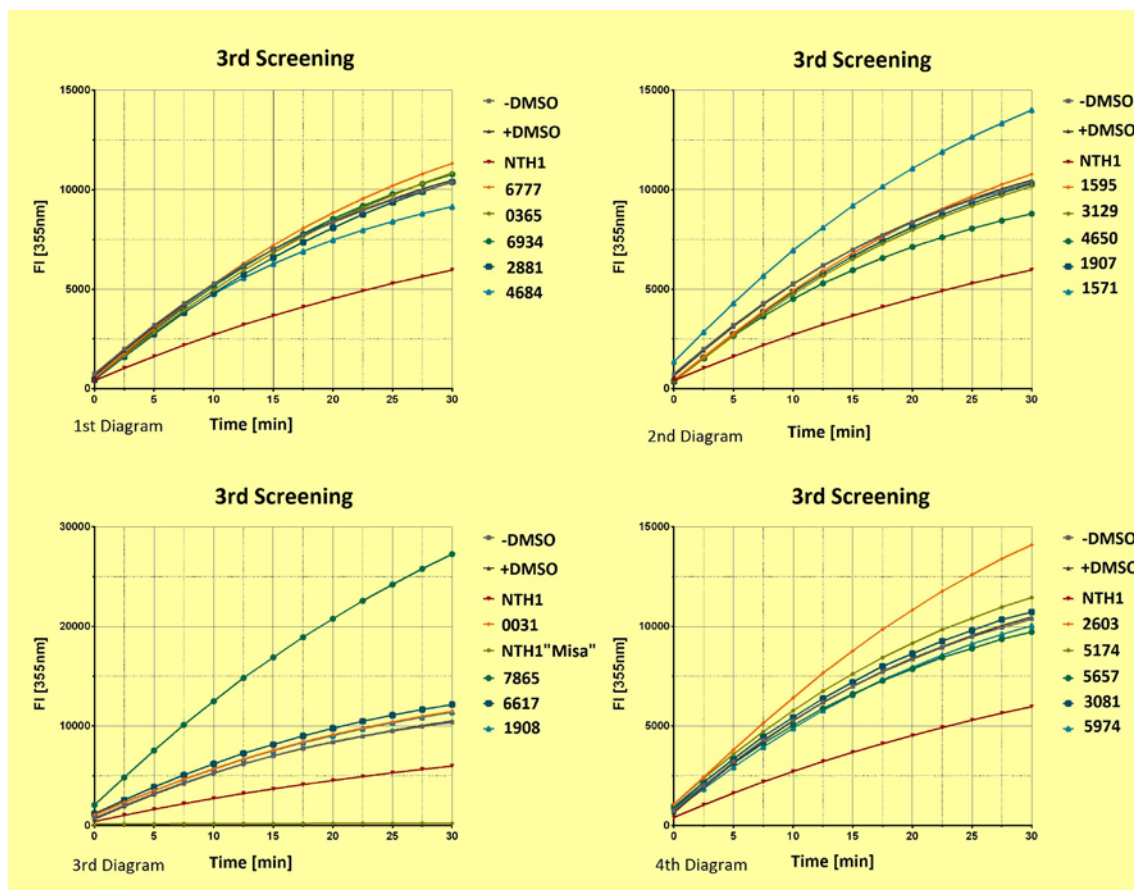 3rd Screening
15000
10000
5000
0
FI [355nm]
0 5 10 15 20 25 30
Time [min]
1st Diagram
-DMSO
+DMSO
NTH1
6777
0365
6934
2881
4684
3rd Screening
15000
10000
5000
0
FI [355nm]
0 5 10 15 20 25 30
Time [min]
2nd Diagram
-DMSO
+DMSO
NTH1
1595
3129
4650
1907
1571
3rd Screening
30000
20000
10000
0
FI [355nm]
0 5 10 15 20 25 30
Time [min]
3rd Diagram
-DMSO
+DMSO
NTH1
0031
NTH1"Misa"
7865
6617
1908
3rd Screening
15000
10000
5000
0
FI [355nm]
0 5 10 15 20 25 30
Time [min]
4th Diagram
-DMSO
+DMSO
NTH1
2603
5174
5657
3081
5974